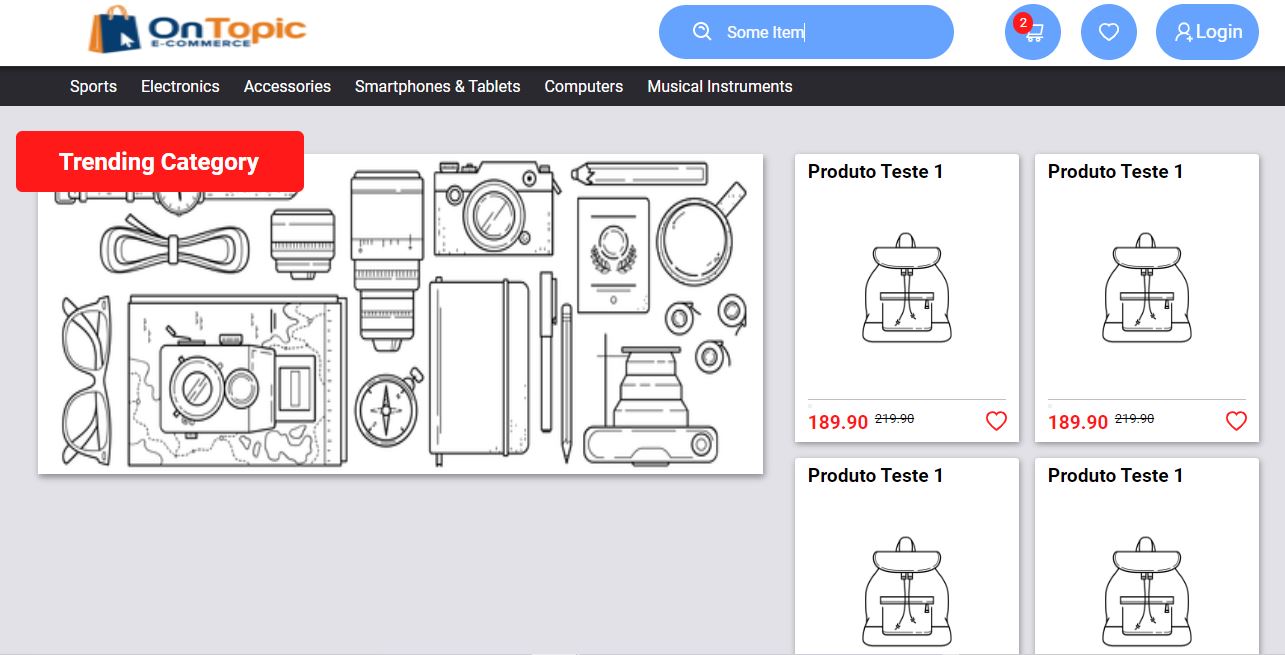 OnTopic
E-COMMERCE
Some Item
2
Login
Sports Electronics Accessories Smartphones & Tablets Computers Musical Instruments
Trending Category
Produto Teste 1
189.90 219.90
Produto Teste 1
189.90 219.90
Produto Teste 1
Produto Teste 1